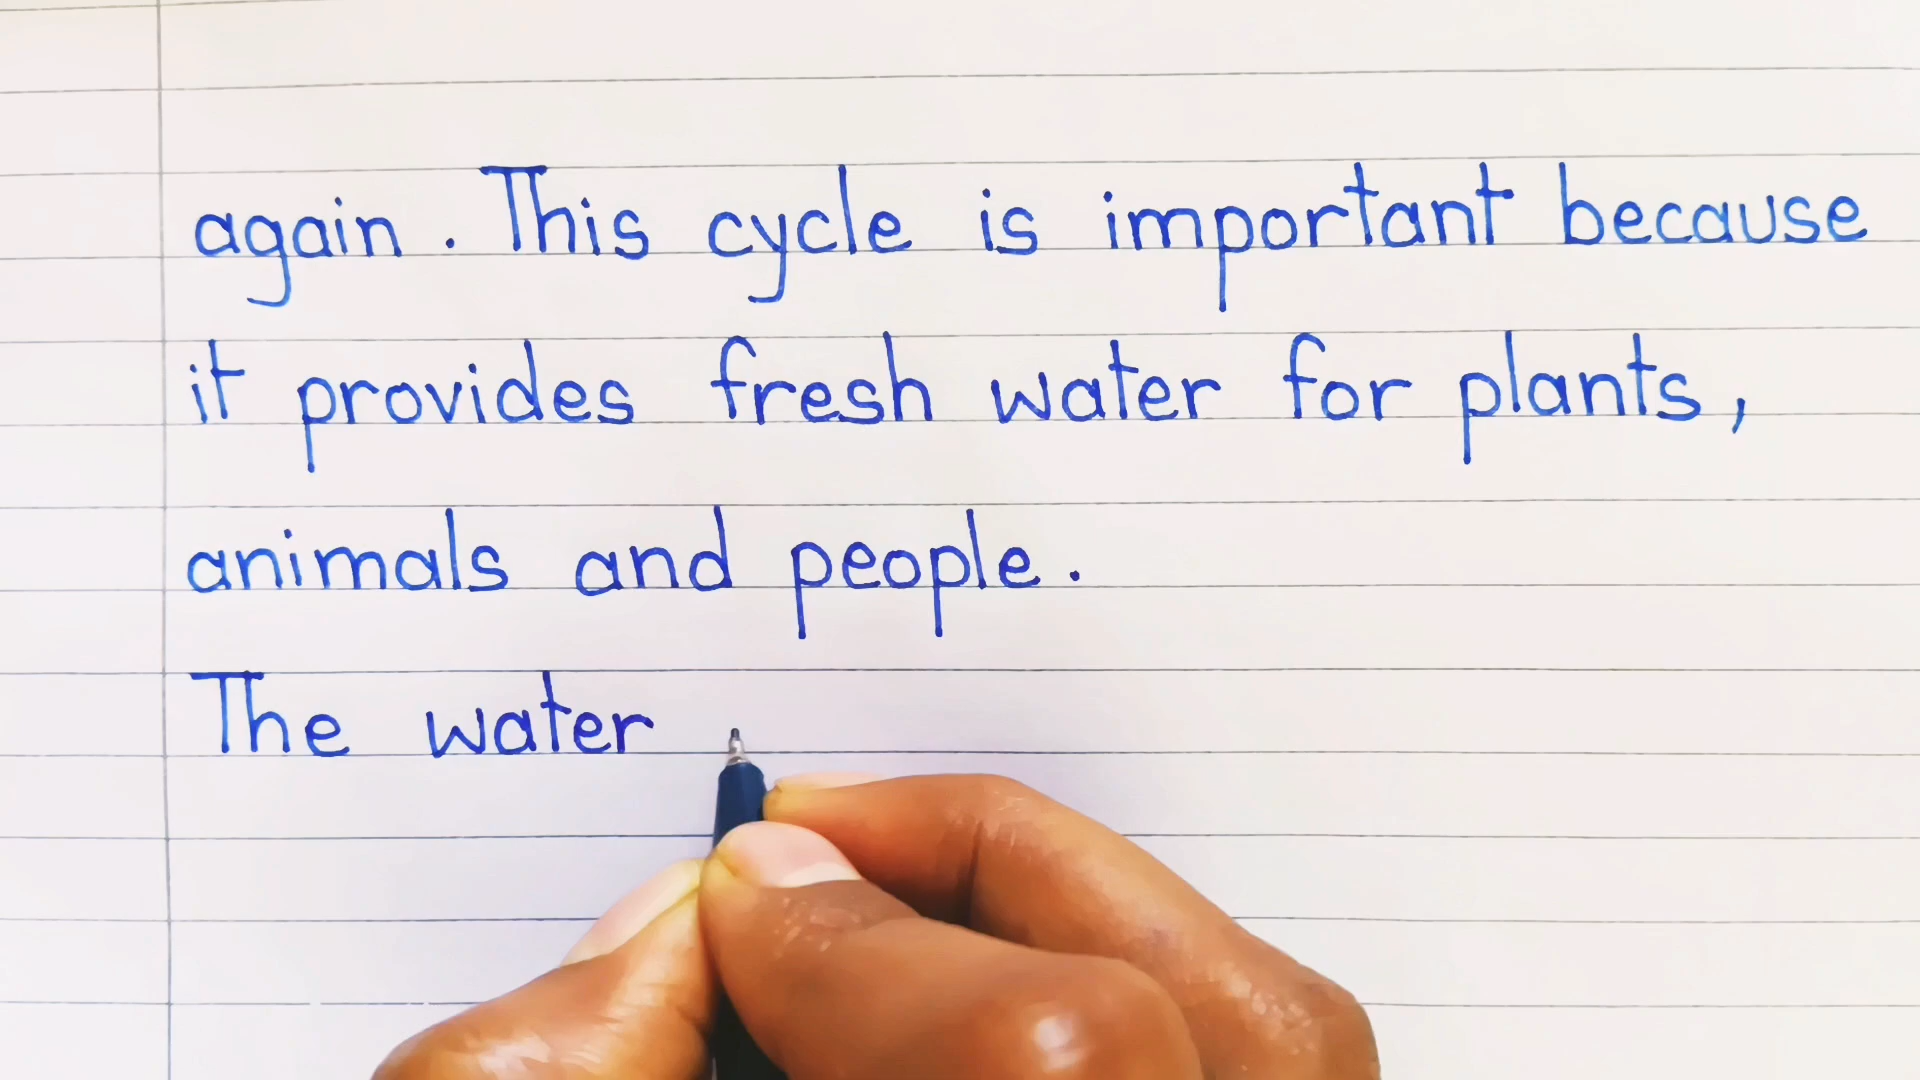 again. This cycle is important because
it provides fresh water for plants,
animals and people.
The water